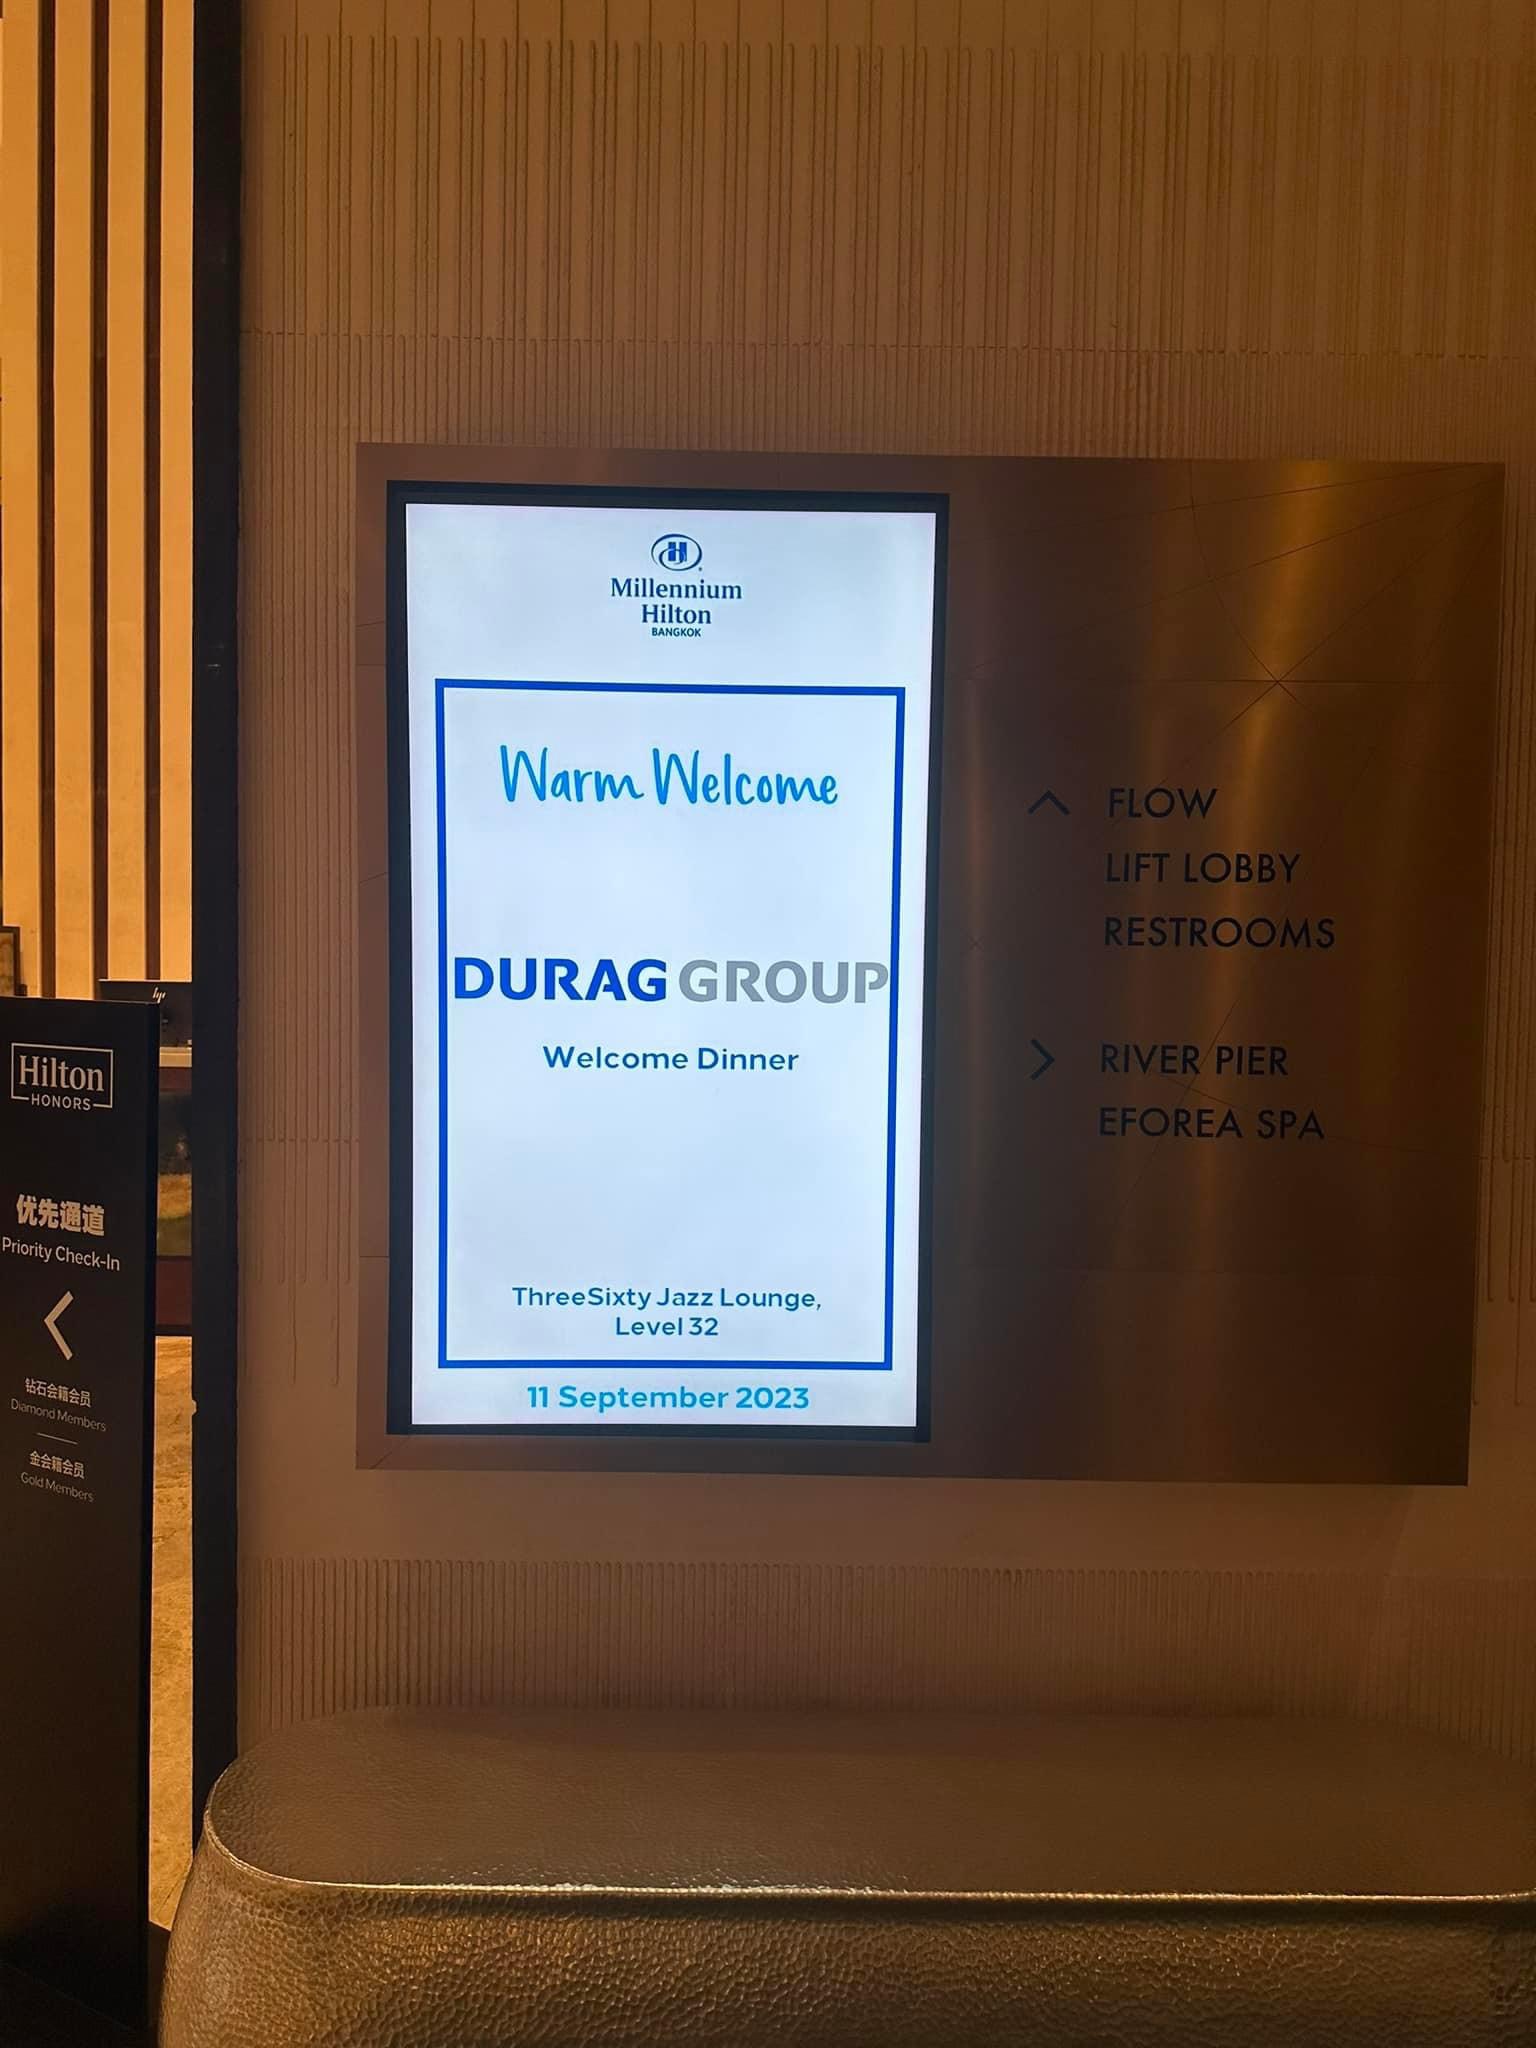 Millennium
Hilton
BANGKOK
Warm Welcome
DURAG GROUP
Welcome Dinner
ThreeSixty Jazz Lounge,
Level 32
11 September 2023
FLOW
LIFT LOBBY
RESTROOMS
RIVER PIER
EFOREA SPA
Hilton
HONORS
优先通道
Priority Check-In
钻石会籍会员
Diamond Members
金会籍会员
Gold Members
hp